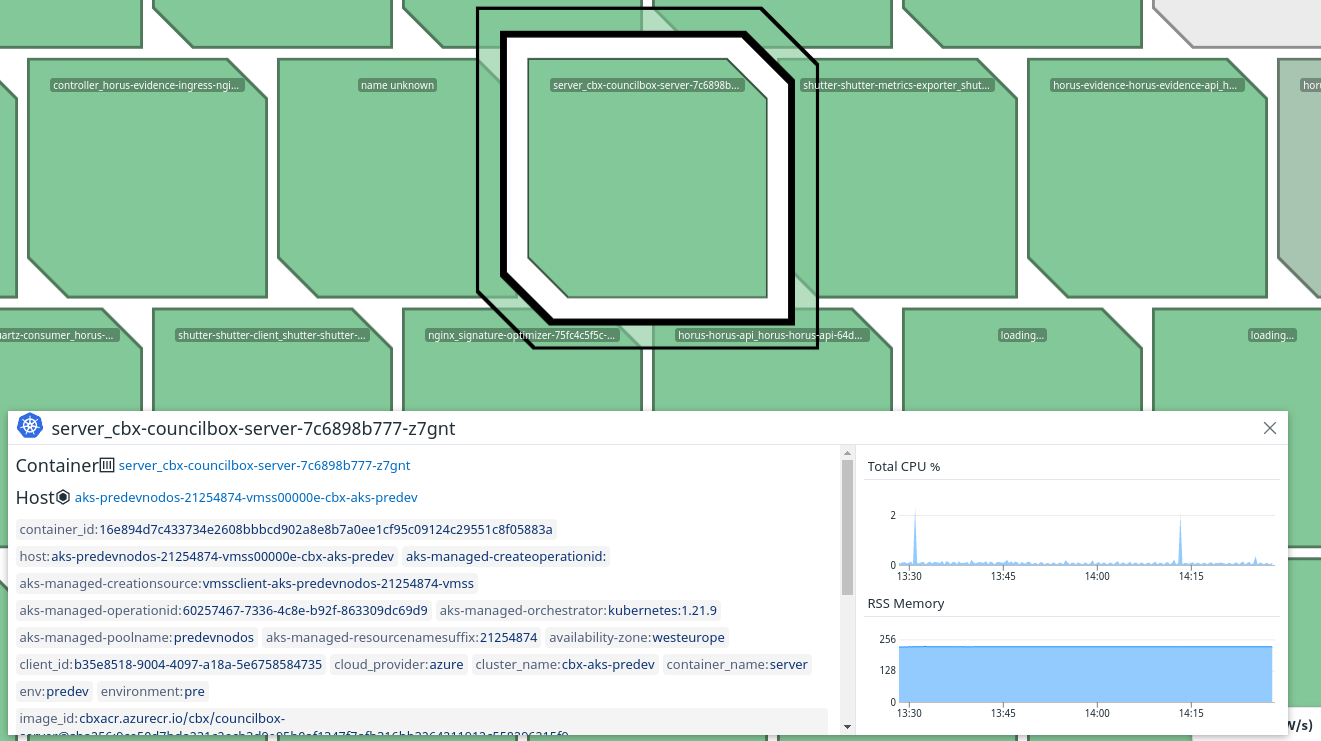 controller_horus-evidence-ingress-ngi...
name unknown
server_cbx-councilbox-server-7c6898b...
shutter-shutter-metrics-exporter_shut...
horus-evidence-horus-evidence-api_h...
uartz-consumer_horus-...
shutter-shutter-client_shutter-shutter-...
nginx_signature-optimizer-75fc4c5f5c-...
horus-horus-api_horus-horus-api-64d...
loading...
loading...
server_cbx-councilbox-server-7c6898b777-z7gnt
Container server_cbx-councilbox-server-7c6898b777-z7gnt
Host aks-predevnodos-21254874-vmss00000e-cbx-aks-predev
container_id:16e894d7c433734e2608bbbcd902a8e8b7a0ee1cf95c09124c29551c8f05883a
host:aks-predevnodos-21254874-vmss00000e-cbx-aks-predev aks-managed-createoperationid:
aks-managed-creationsource:vmssclient-aks-predevnodos-21254874-vmss
aks-managed-operationid:60257467-7336-4c8e-b92f-863309dc69d9 aks-managed-orchestrator:kubernetes:1.21.9
aks-managed-poolname:predevnodos aks-managed-resourcenamesuffix:21254874 availability-zone:westeurope
client_id:b35e8518-9004-4097-a18a-5e6758584735 cloud_provider:azure cluster_name:cbx-aks-predev container_name:server
env:predev environment:pre
image_id:cbxacr.azurecr.io/cbx/councilbox-
Total CPU %
2
0
13:30 13:45 14:00 14:15
RSS Memory
256
128
0
13:30 13:45 14:00 14:15
W/s)